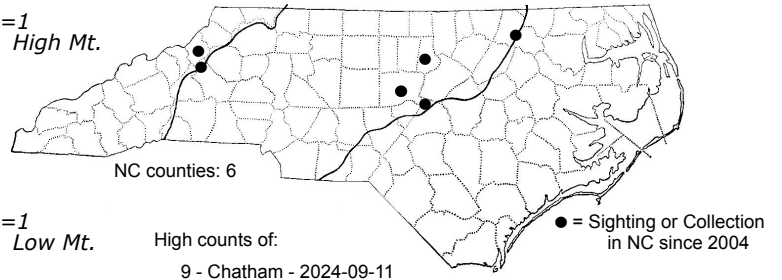 =1
High Mt.
NC counties: 6
=1
Low Mt.
High counts of:
9 - Chatham - 2024-09-11
● = Sighting or Collection
in NC since 2004